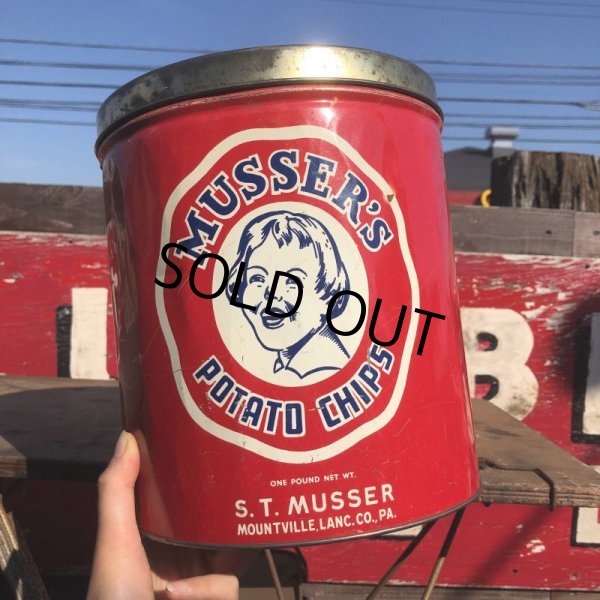 MUSSER'S
SOLD OUT
POTATO CHIPS
ONE POUND NET WT.
S. T. MUSSER
MOUNTVILLE, LANC. CO., PA.
B